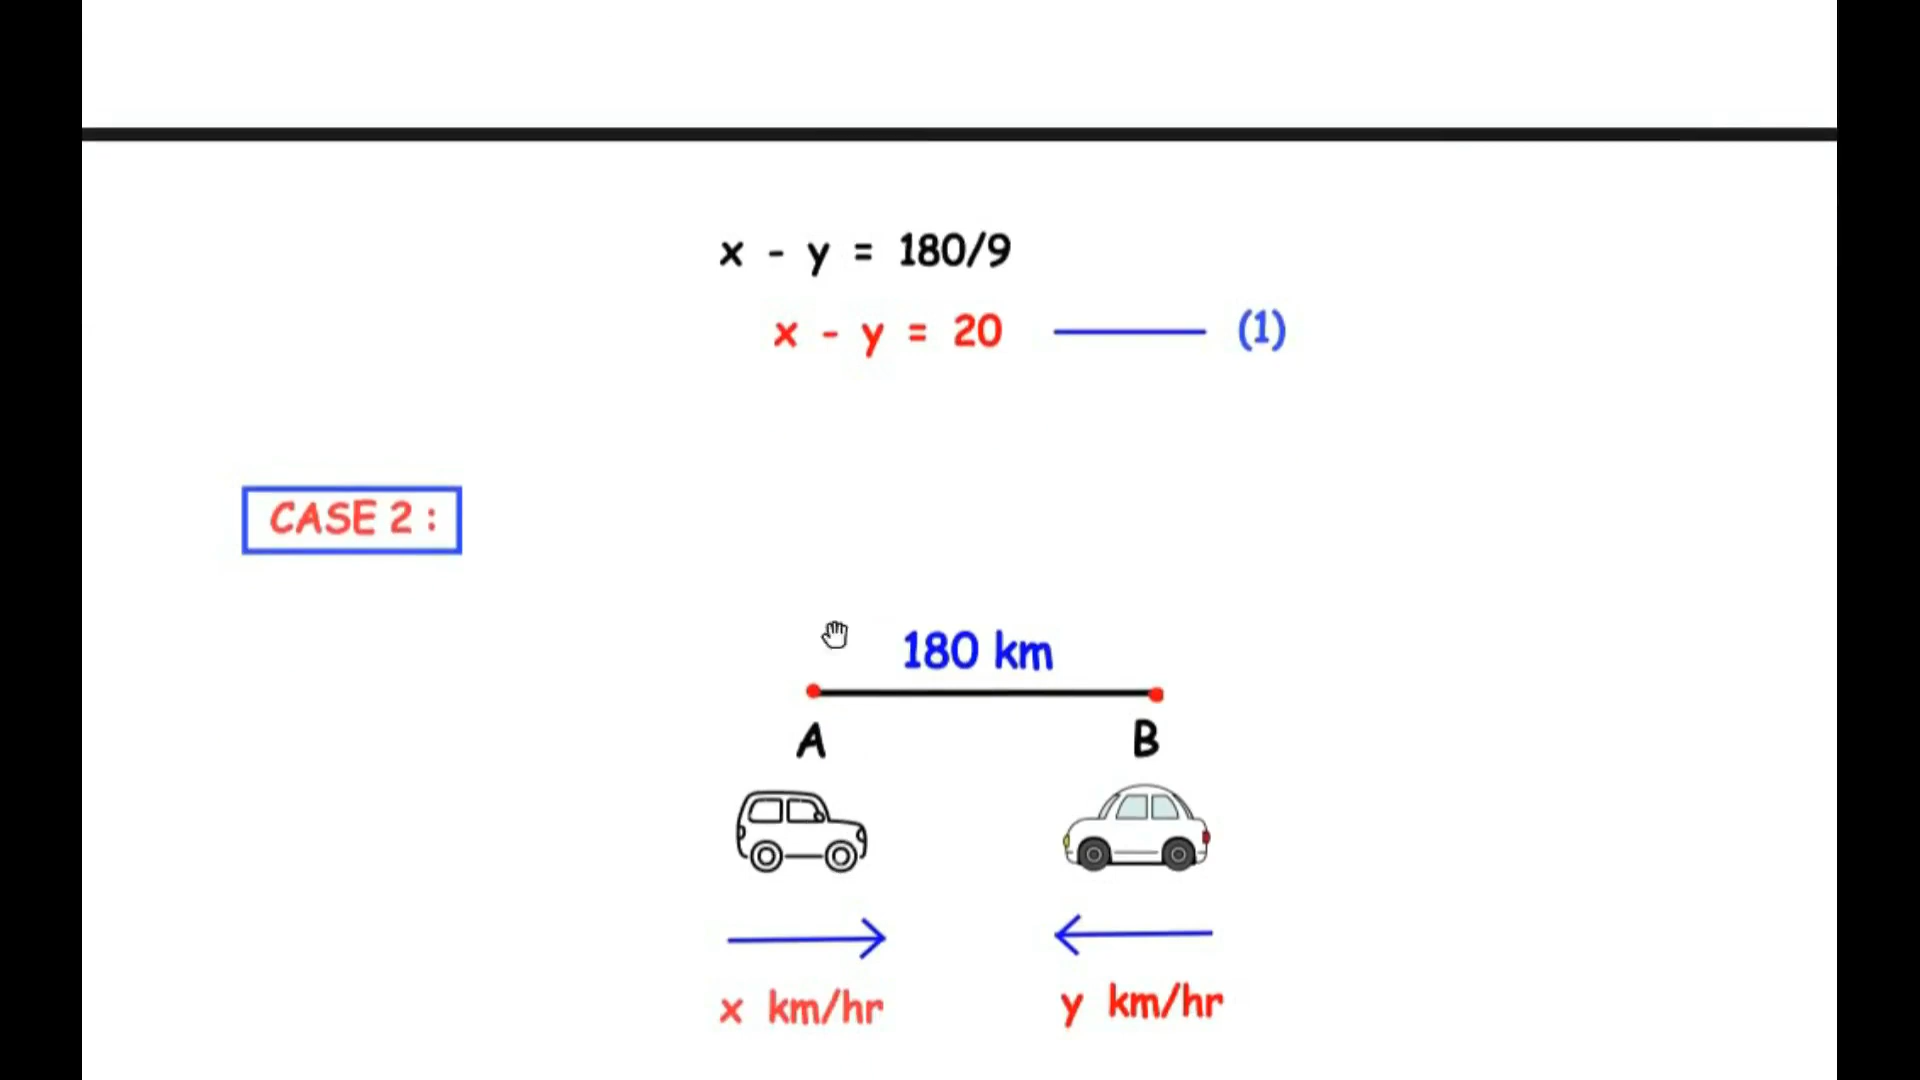 x - y = 180/9
x - y = 20 (1)
CASE 2 :
180 km
A B
x km/hr y km/hr